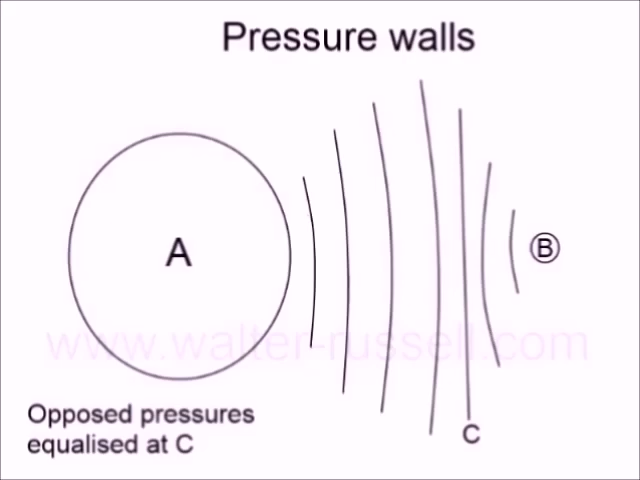 Pressure walls
A
B
www.walter-russell.com
Opposed pressures
equalised at C
C